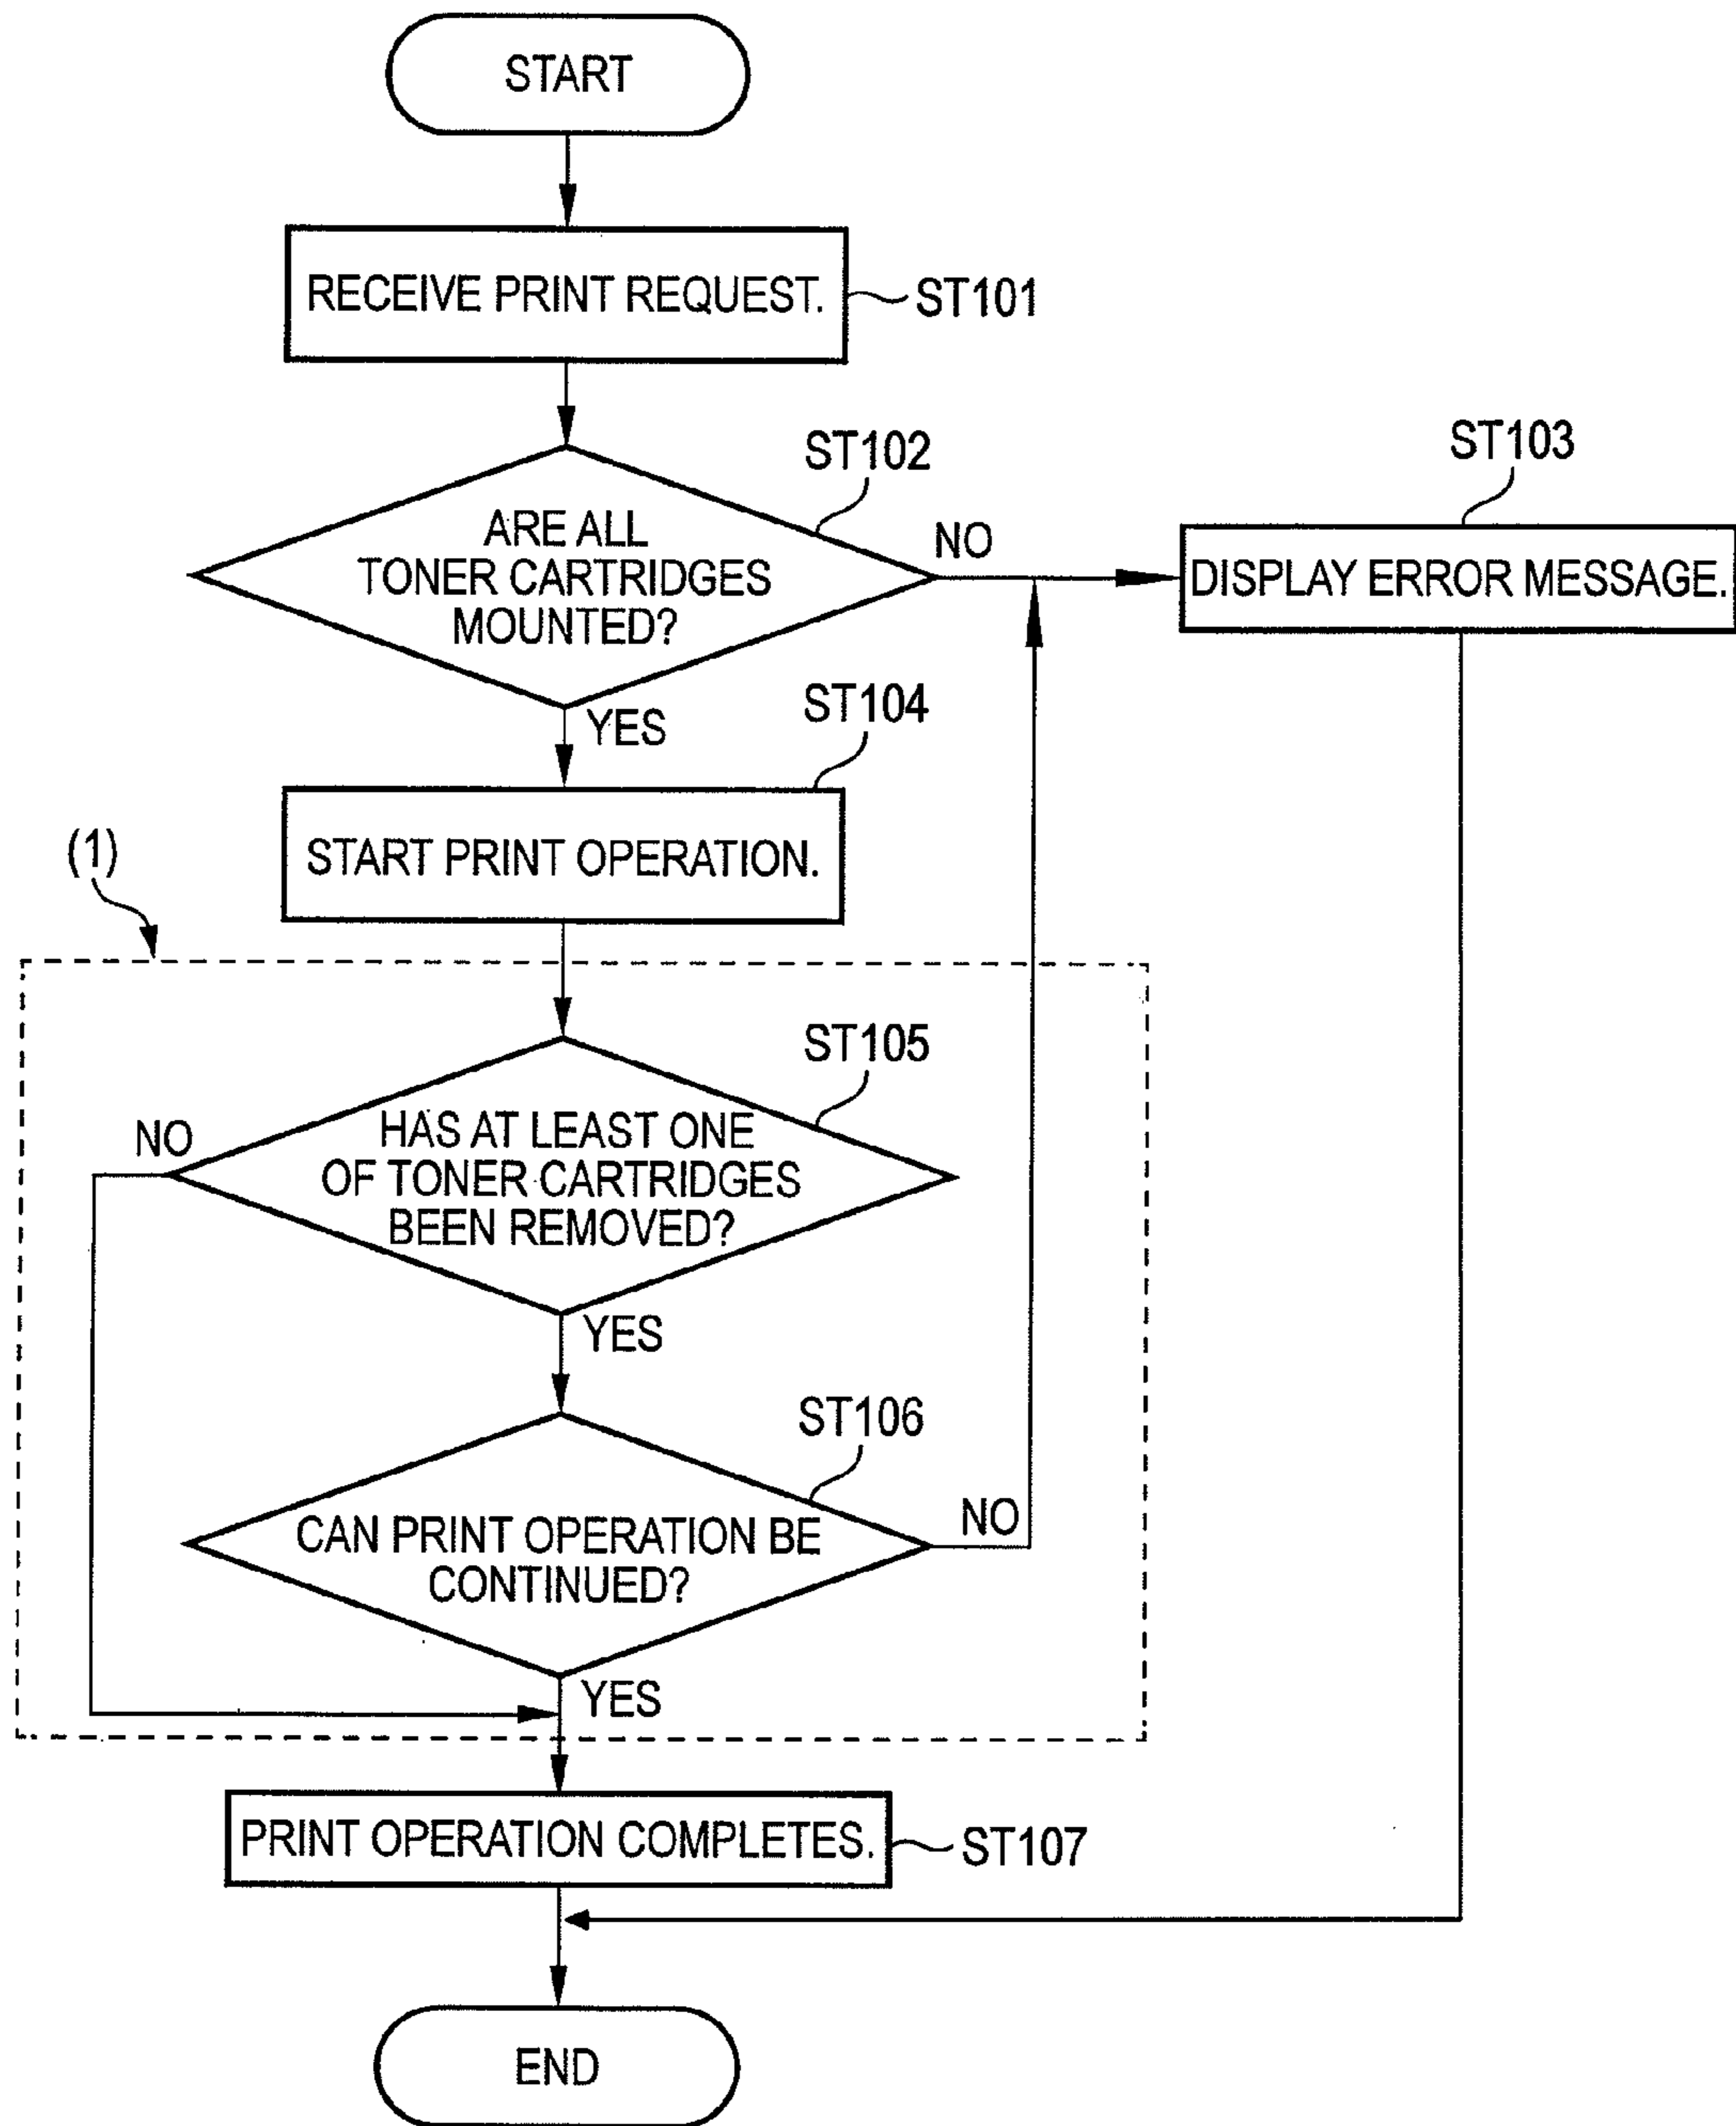 START
RECEIVE PRINT REQUEST.
ST101
ST102
ARE ALL
TONER CARTRIDGES
MOUNTED?
NO
ST103
DISPLAY ERROR MESSAGE.
YES
ST104
START PRINT OPERATION.
(1)
ST105
HAS AT LEAST ONE
OF TONER CARTRIDGES
BEEN REMOVED?
NO
YES
ST106
CAN PRINT OPERATION BE
CONTINUED?
NO
YES
PRINT OPERATION COMPLETES.
ST107
END